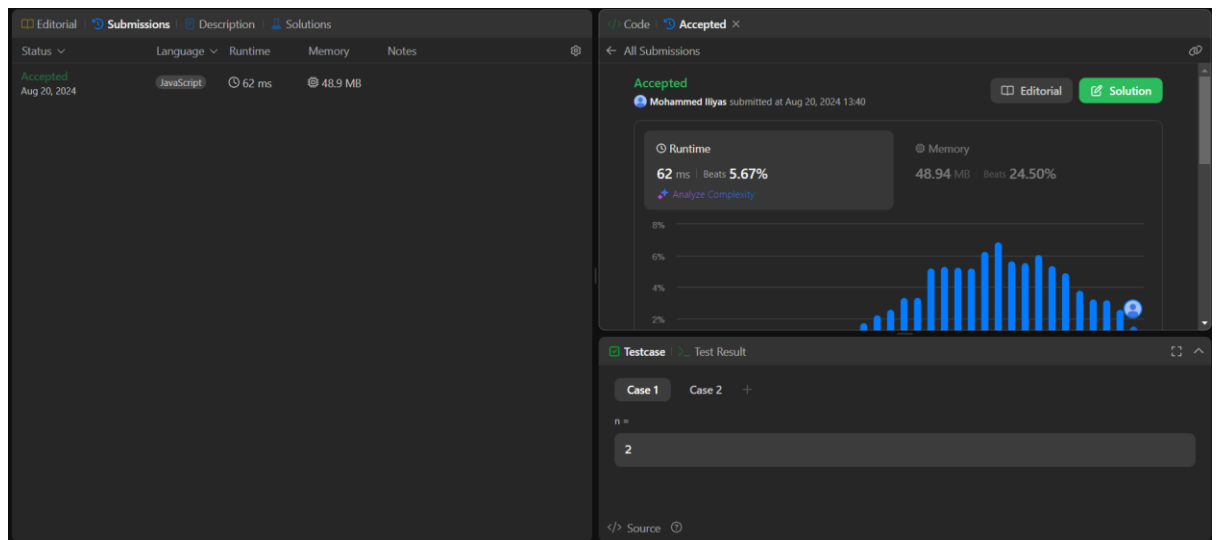 Editorial Submissions Description Solutions
Status Language Runtime Memory Notes
Accepted
Aug 20, 2024
JavaScript 62 ms 48.9 MB
Code Accepted ×
← All Submissions
Accepted
Mohammed Iliyas submitted at Aug 20, 2024 13:40
Editorial Solution
Runtime
62 ms Beats 5.67%
Analyze Complexity
Memory
48.94 MB Beats 24.50%
8%
6%
4%
2%
Testcase >_ Test Result
Case 1 Case 2 +
n =
2
</> Source